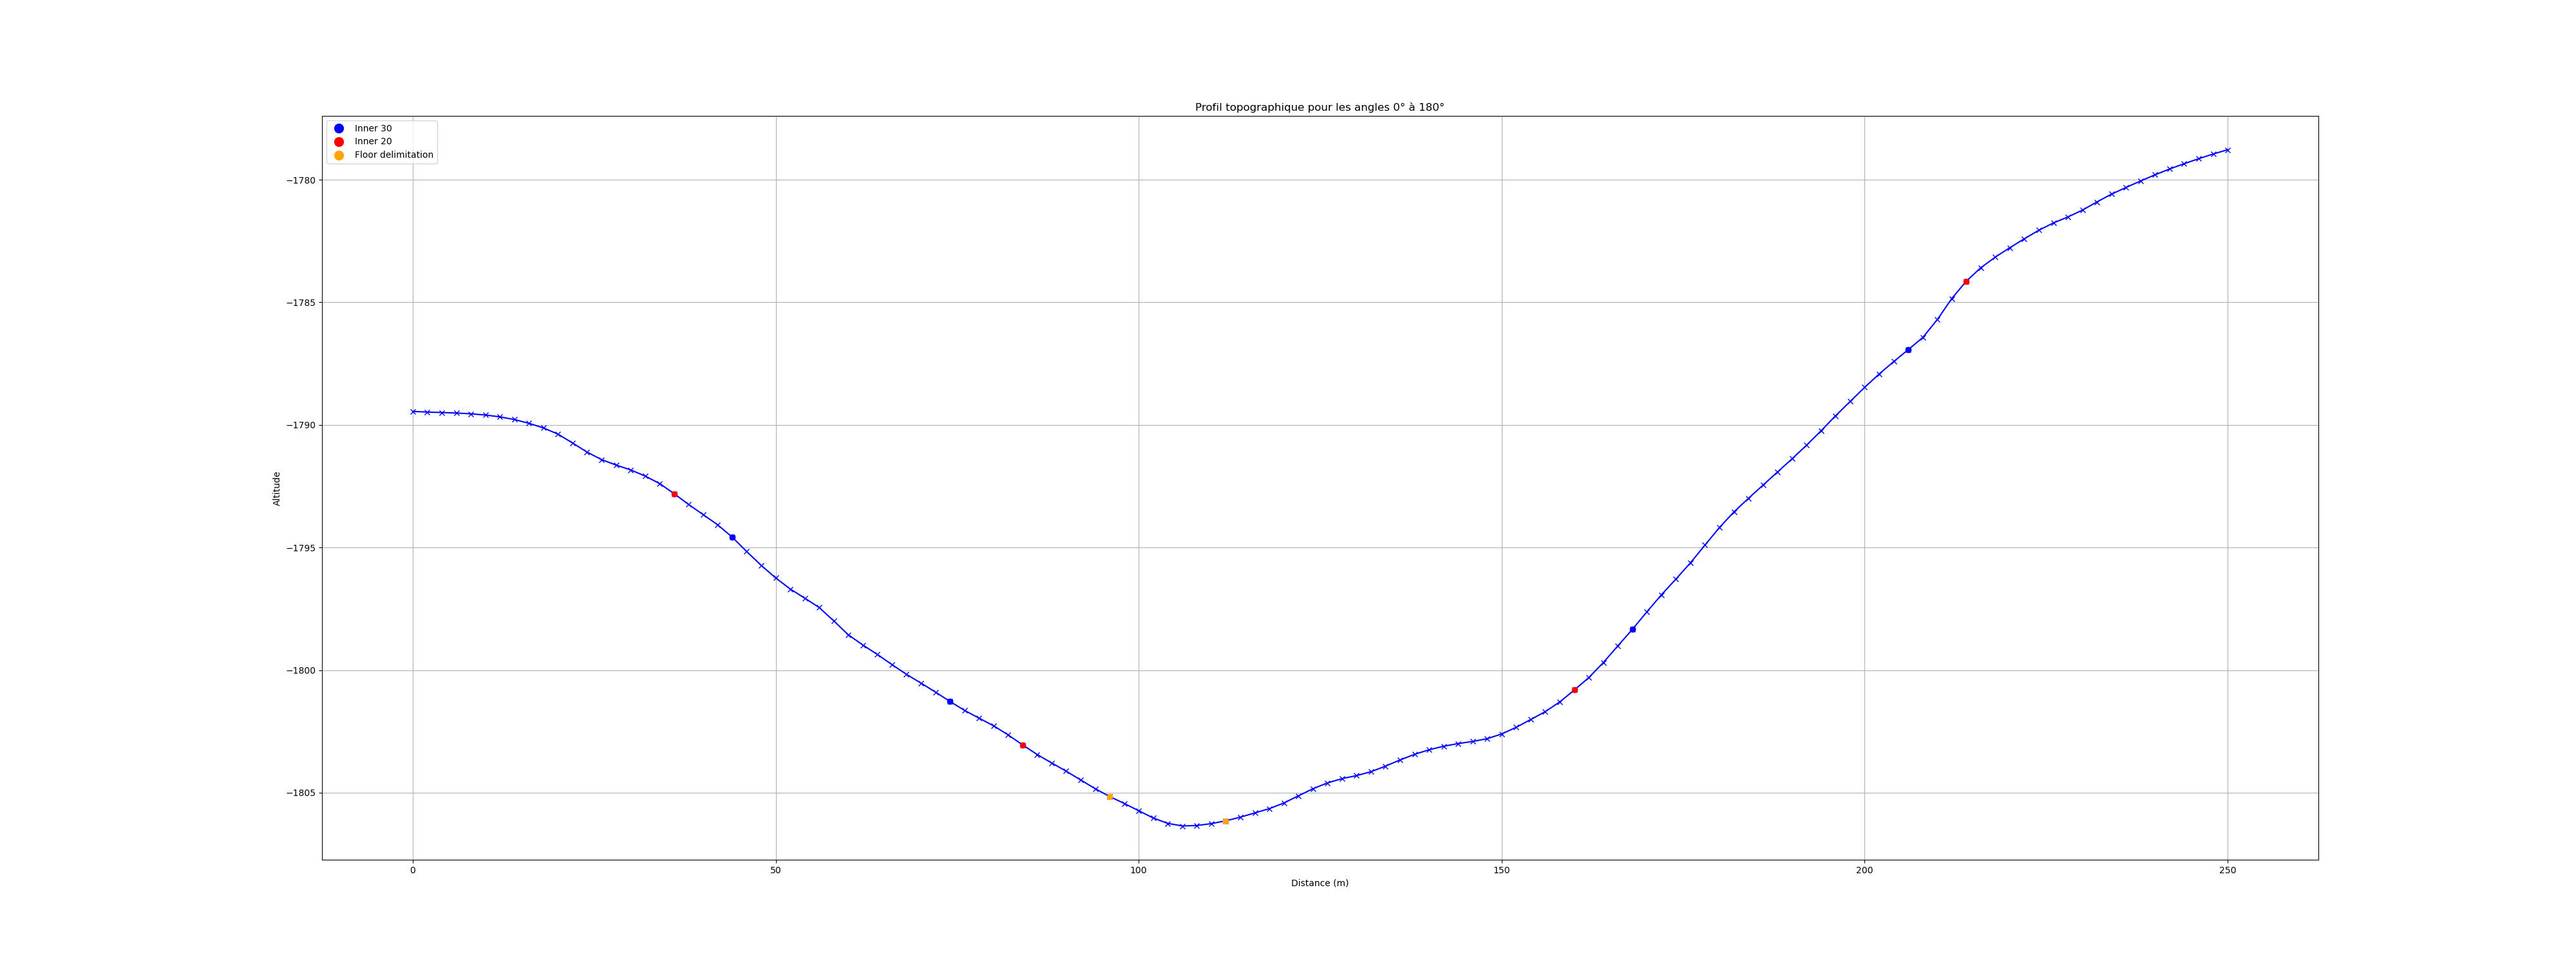 Profil topographique pour les angles 0° à 180°
Inner 30
Inner 20
Floor delimitation
−1780
−1785
−1790
−1795
−1800
−1805
Altitude
0
50
100
150
200
250
Distance (m)